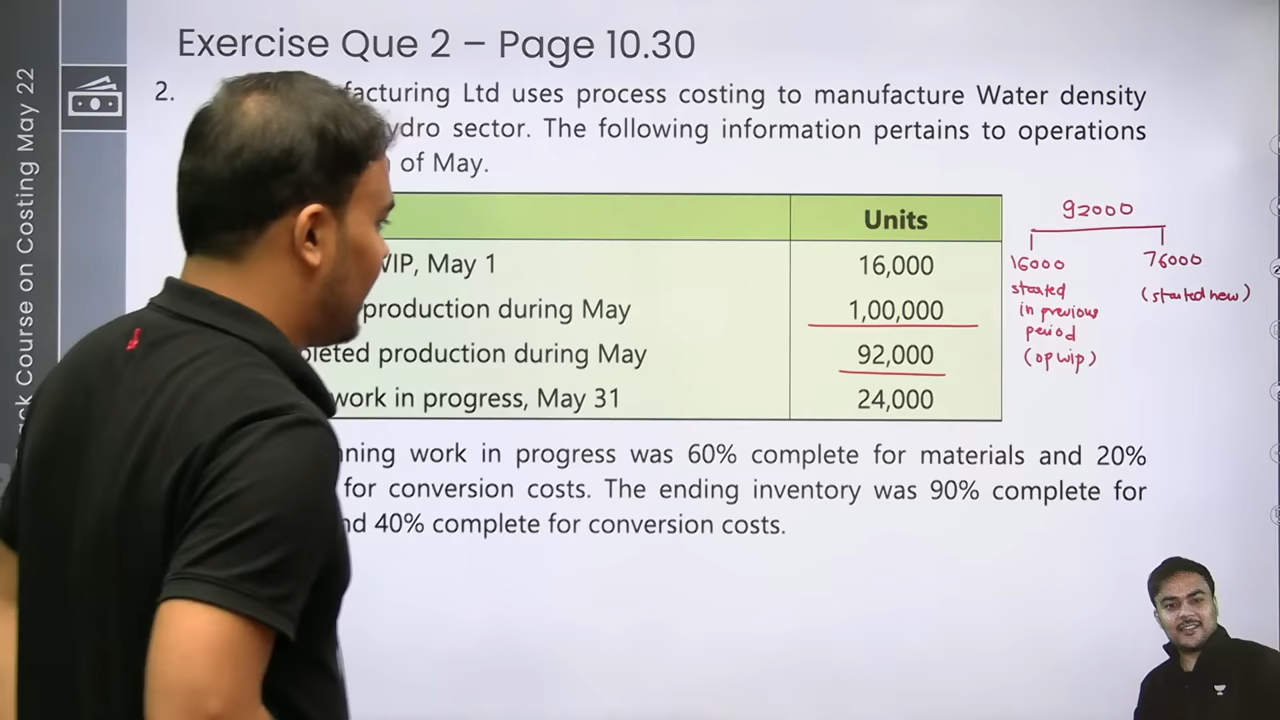 Exercise Que 2 – Page 10.30
2. facturing Ltd uses process costing to manufacture Water density
ydro sector. The following information pertains to operations
of May.
Units
WIP, May 1 16,000
production during May 1,00,000
pleted production during May 92,000
work in progress, May 31 24,000
nning work in progress was 60% complete for materials and 20%
for conversion costs. The ending inventory was 90% complete for
nd 40% complete for conversion costs.
92000
16000 76000
started (started new)
in previous
period
(op wip)
ck Course on Costing May 22